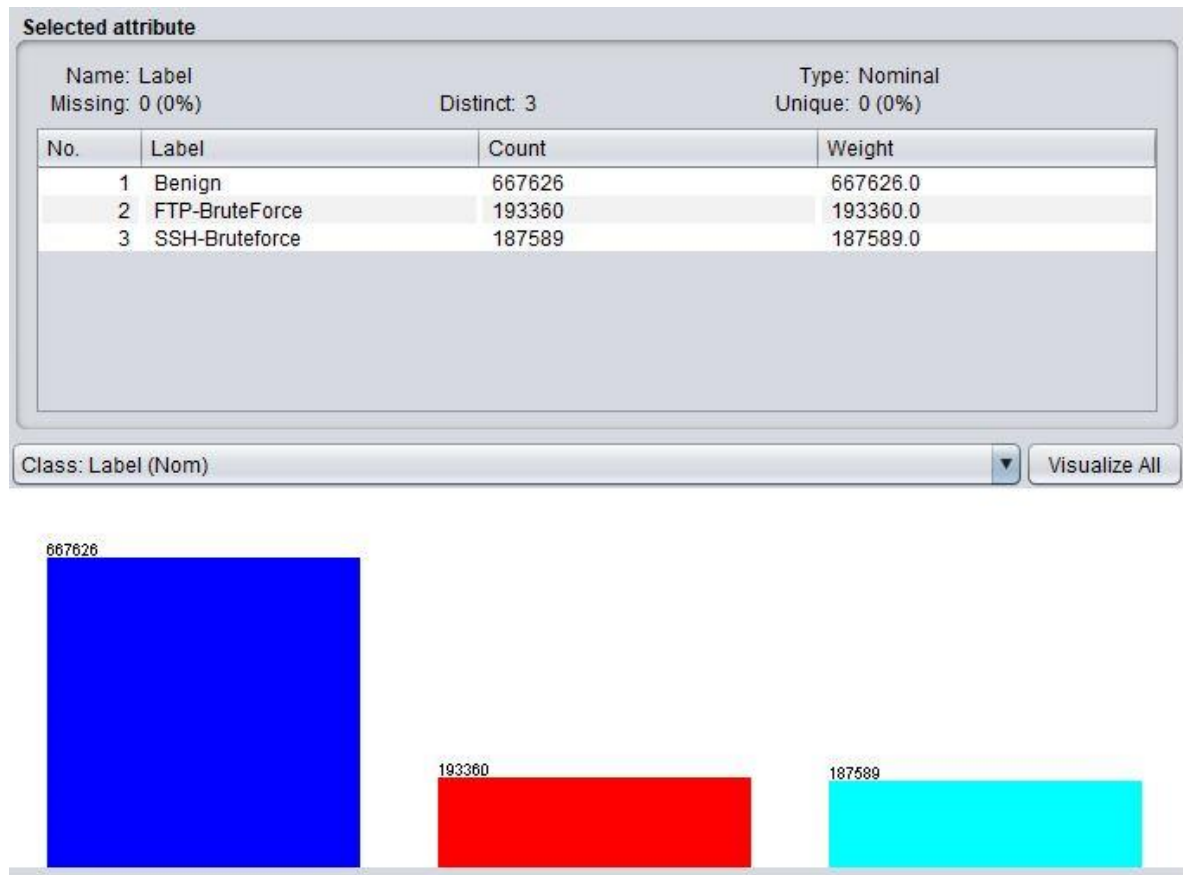 Selected attribute
Name: Label Type: Nominal
Missing: 0 (0%) Distinct: 3 Unique: 0 (0%)
No. Label Count Weight
1 Benign 667626 667626.0
2 FTP-BruteForce 193360 193360.0
3 SSH-Bruteforce 187589 187589.0
Class: Label (Nom) Visualize All
667626
193360
187589